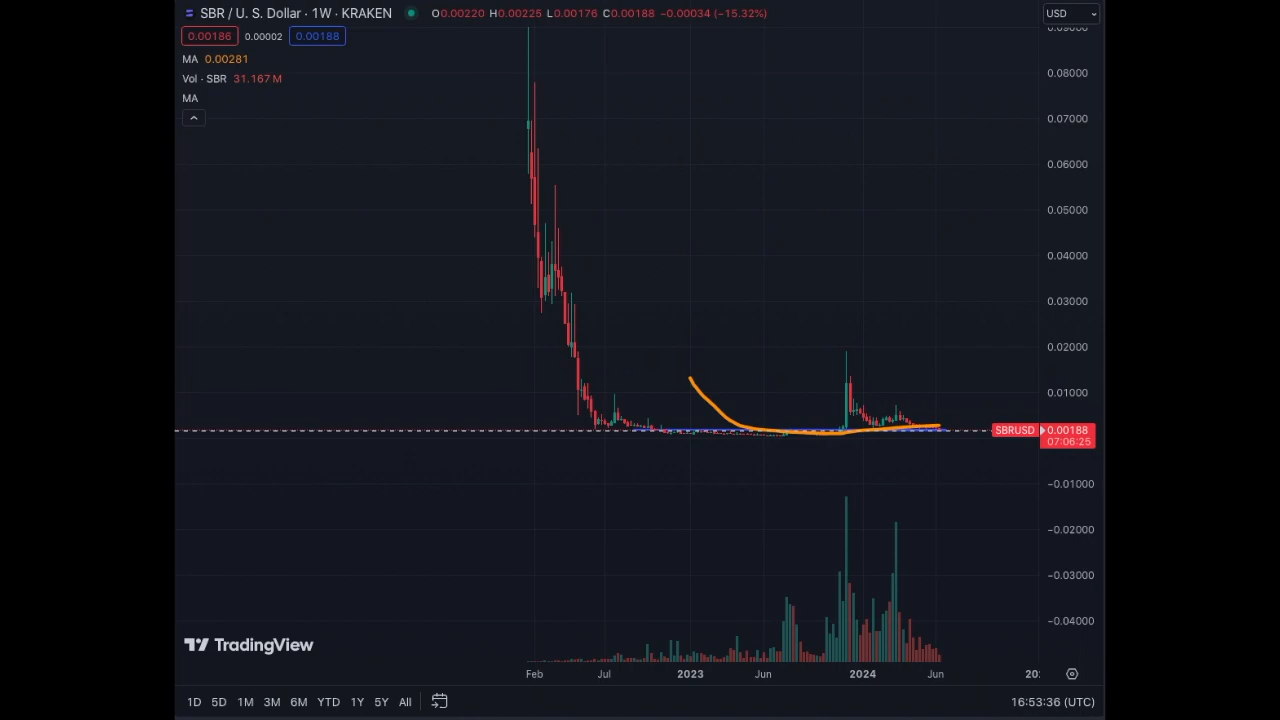 SBR / U. S. Dollar · 1W · KRAKEN O0.00220 H0.00225 L0.00176 C0.00188 −0.00034 (−15.32%)
USD
0.00186 0.00002 0.00188
MA 0.00281
Vol · SBR 31.167 M
MA
0.09000
0.08000
0.07000
0.06000
0.05000
0.04000
0.03000
0.02000
0.01000
SBRUSD 0.00188
07:06:25
−0.01000
−0.02000
−0.03000
−0.04000
TradingView
Feb Jul 2023 Jun 2024 Jun 20
1D 5D 1M 3M 6M YTD 1Y 5Y All 16:53:36 (UTC)